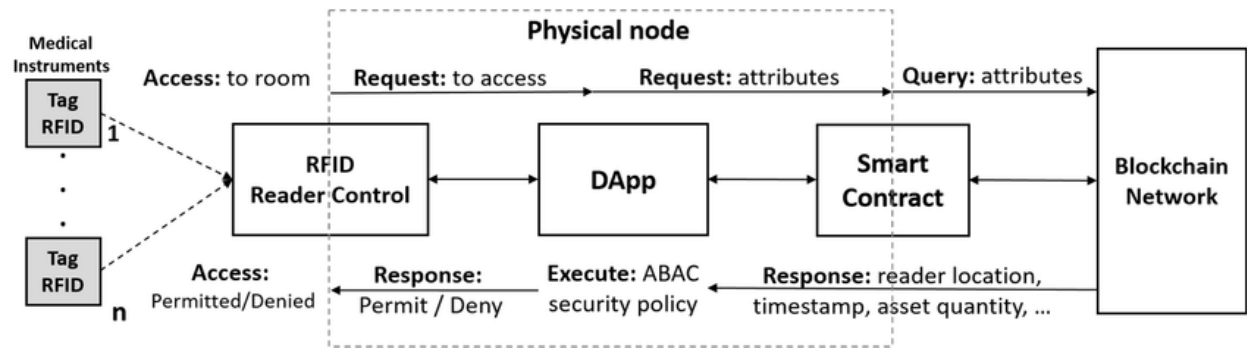 Physical node
Medical
Instruments
Access: to room
Request: to access
Request: attributes
Query: attributes
Tag
RFID
1
RFID
Reader Control
DApp
Smart
Contract
Blockchain
Network
Tag
RFID
n
Access:
Permitted/Denied
Response:
Permit / Deny
Execute: ABAC
security policy
Response: reader location,
timestamp, asset quantity, ...